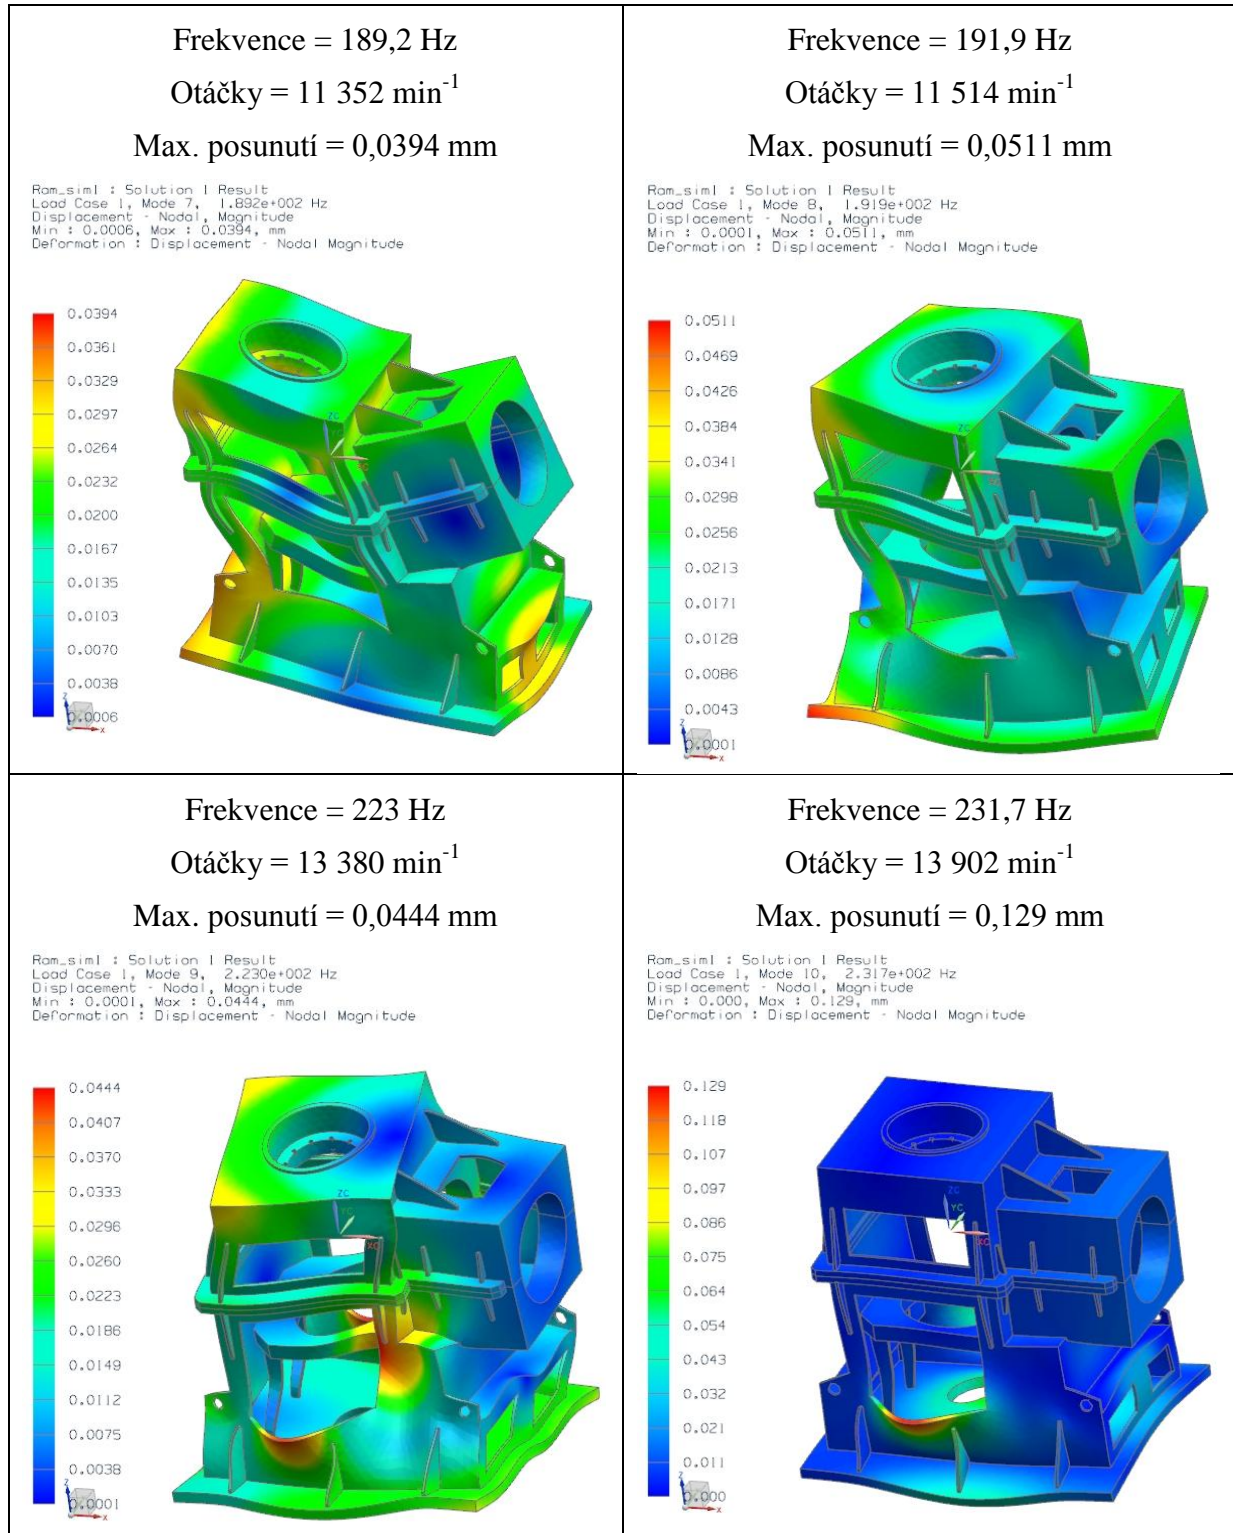 Frekvence = 189,2 Hz
Otáčky = 11 352 min-1
Max. posunutí = 0,0394 mm
Ram_sim1 : Solution 1 Result
Load Case 1, Mode 7, 1.892e+002 Hz
Displacement - Nodal, Magnitude
Min : 0.0006, Max : 0.0394, mm
Deformation : Displacement - Nodal Magnitude
0.0394
0.0361
0.0329
0.0297
0.0264
0.0232
0.0200
0.0167
0.0135
0.0103
0.0070
0.0038
0.0006
ZC
Z
X
Frekvence = 191,9 Hz
Otáčky = 11 514 min-1
Max. posunutí = 0,0511 mm
Ram_sim1 : Solution 1 Result
Load Case 1, Mode 8, 1.919e+002 Hz
Displacement - Nodal, Magnitude
Min : 0.0001, Max : 0.0511, mm
Deformation : Displacement - Nodal Magnitude
0.0511
0.0469
0.0426
0.0384
0.0341
0.0298
0.0256
0.0213
0.0171
0.0128
0.0086
0.0043
0.0001
ZC
Z
X
Frekvence = 223 Hz
Otáčky = 13 380 min-1
Max. posunutí = 0,0444 mm
Ram_sim1 : Solution 1 Result
Load Case 1, Mode 9, 2.230e+002 Hz
Displacement - Nodal, Magnitude
Min : 0.0001, Max : 0.0444, mm
Deformation : Displacement - Nodal Magnitude
0.0444
0.0407
0.0370
0.0333
0.0296
0.0260
0.0223
0.0186
0.0149
0.0112
0.0075
0.0038
0.0001
ZC
YC
XC
Z
X
Frekvence = 231,7 Hz
Otáčky = 13 902 min-1
Max. posunutí = 0,129 mm
Ram_sim1 : Solution 1 Result
Load Case 1, Mode 10, 2.317e+002 Hz
Displacement - Nodal, Magnitude
Min : 0.000, Max : 0.129, mm
Deformation : Displacement - Nodal Magnitude
0.129
0.118
0.107
0.097
0.086
0.075
0.064
0.054
0.043
0.032
0.021
0.011
0.000
ZC
YC
XC
Z
X